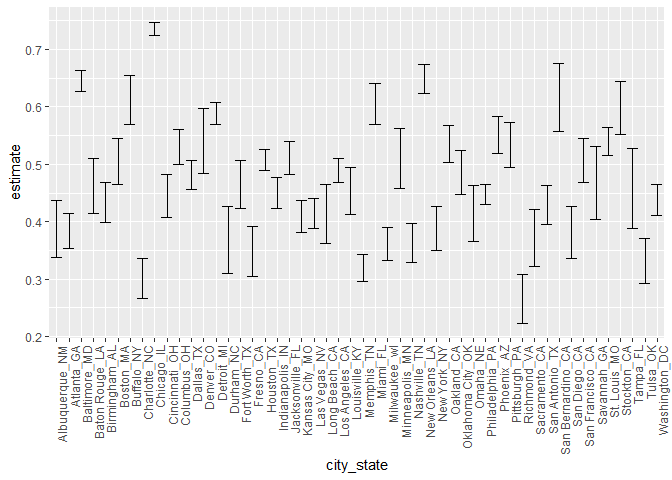 0.7
0.6
0.5
0.4
0.3
0.2
estimate
Albuquerque_NM
Atlanta_GA
Baltimore_MD
Baton Rouge_LA
Birmingham_AL
Boston_MA
Buffalo_NY
Charlotte_NC
Chicago_IL
Cincinnati_OH
Columbus_OH
Dallas_TX
Denver_CO
Detroit_MI
Durham_NC
Fort Worth_TX
Fresno_CA
Houston_TX
Indianapolis_IN
Jacksonville_FL
Kansas City_MO
Las Vegas_NV
Long Beach_CA
Los Angeles_CA
Louisville_KY
Memphis_TN
Miami_FL
Milwaukee_wI
Minneapolis_MN
Nashville_TN
New Orleans_LA
New York_NY
Oakland_CA
Oklahoma City_OK
Omaha_NE
Philadelphia_PA
Phoenix_AZ
Pittsburgh_PA
Richmond_VA
Sacramento_CA
San Antonio_TX
San Bernardino_CA
San Diego_CA
San Francisco_CA
Savannah_GA
St. Louis_MO
Stockton_CA
Tampa_FL
Tulsa_OK
Washington_DC
city_state